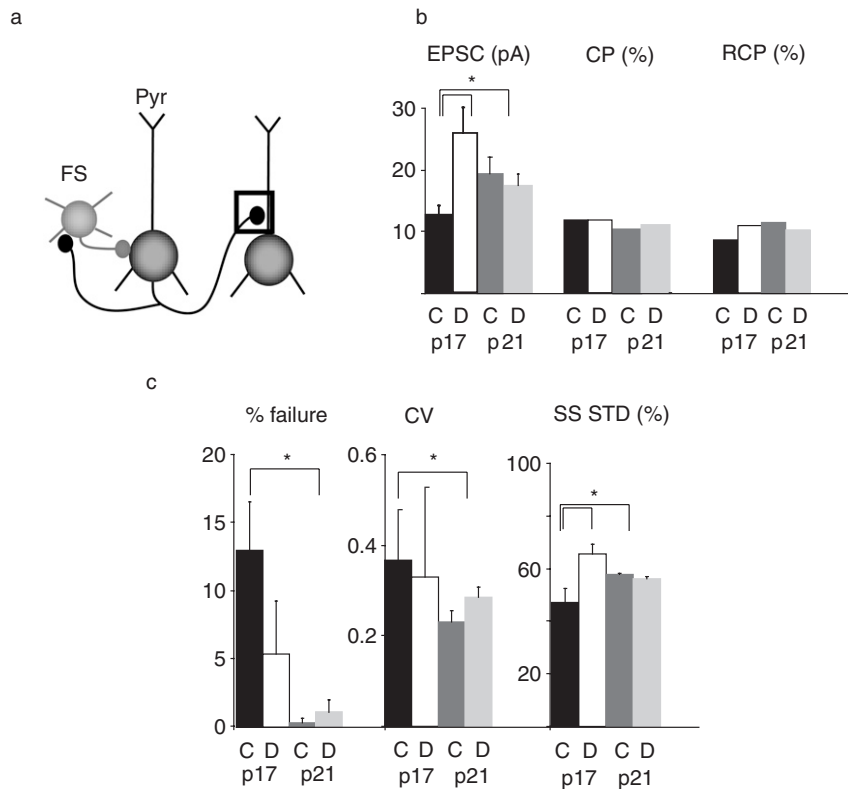 a
Pyr
FS
b
EPSC (pA)
CP (%)
RCP (%)
*
30
20
10
C D C D
p17 p21
C D C D
p17 p21
C D C D
p17 p21
c
% failure
CV
SS STD (%)
20
15
10
5
0
*
0.6
0.4
0.2
*
100
60
20
*
C D C D
p17 p21
C D C D
p17 p21
C D C D
p17 p21